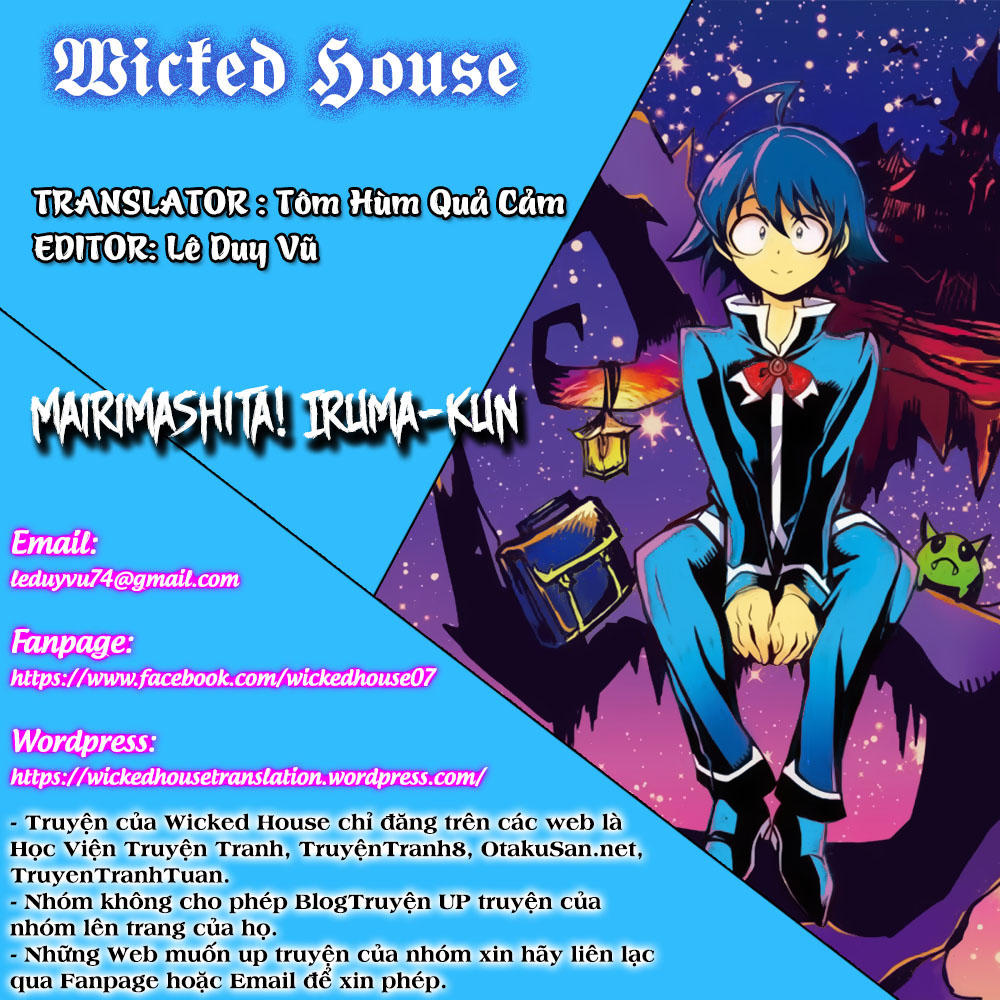 Wicked House
TRANSLATOR : Tôm Hùm Quả Cảm
EDITOR: Lê Duy Vũ
MAIRIMASHITA! IRUMA-KUN
Email:
leduyvu74@gmail.com
Fanpage:
https://www.facebook.com/wickedhouse07
Wordpress:
https://wickedhousetranslation.wordpress.com/
- Truyện của Wicked House chỉ đăng trên các web là
Học Viện Truyện Tranh, TruyệnTranh8, OtakuSan.net,
TruyenTranhTuan.
- Nhóm không cho phép BlogTruyện UP truyện của
nhóm lên trang của họ.
- Những Web muốn up truyện của nhóm xin hãy liên lạc
qua Fanpage hoặc Email để xin phép.